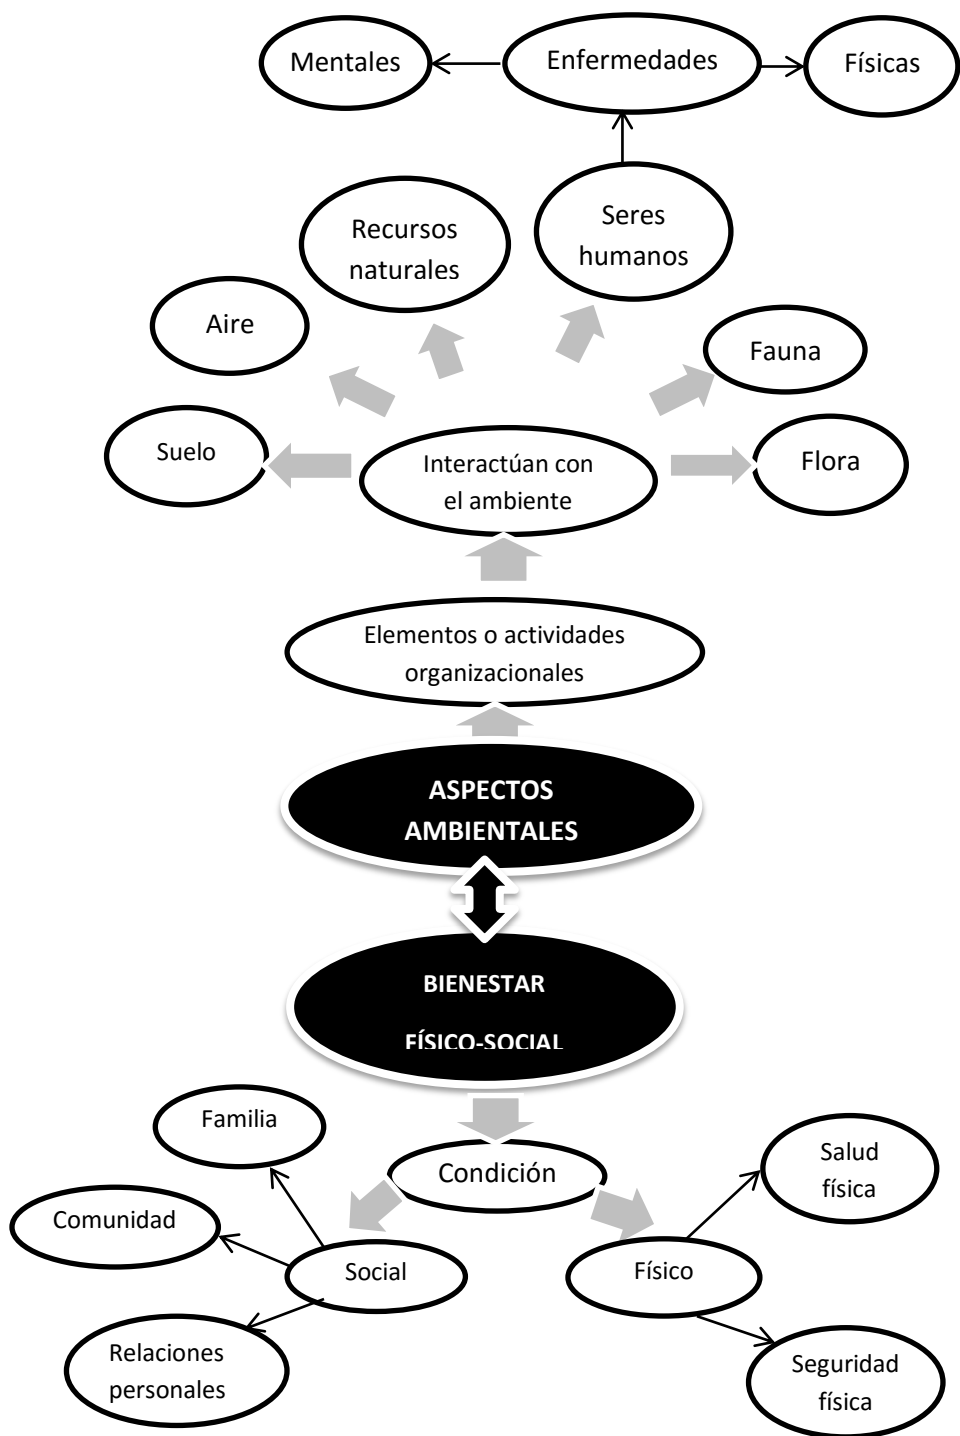 Mentales
Enfermedades
Físicas
Recursos
naturales
Seres
humanos
Aire
Fauna
Suelo
Interactúan con
el ambiente
Flora
Elementos o actividades
organizacionales
ASPECTOS
AMBIENTALES
BIENESTAR
FÍSICO-SOCIAL
Familia
Condición
Salud
física
Comunidad
Social
Físico
Relaciones
personales
Seguridad
física